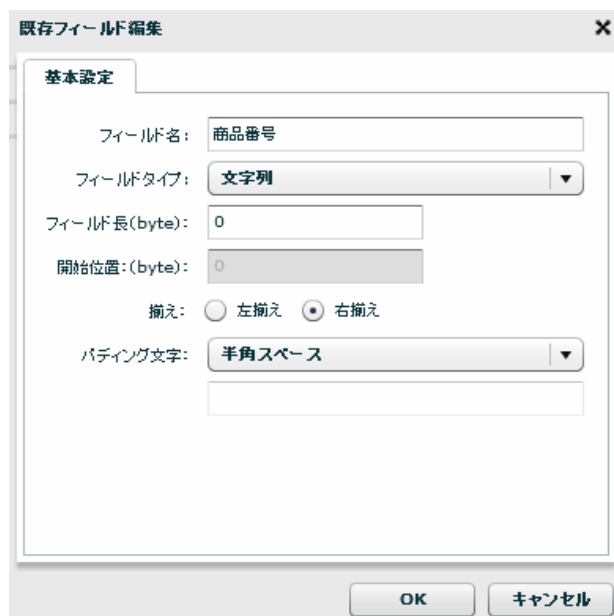 既存フィールド編集
基本設定
フィールド名: 商品番号
フィールドタイプ: 文字列
フィールド長(byte): 0
開始位置:(byte): 0
揃え: 左揃え 右揃え
パディング文字: 半角スペース
OK キャンセル